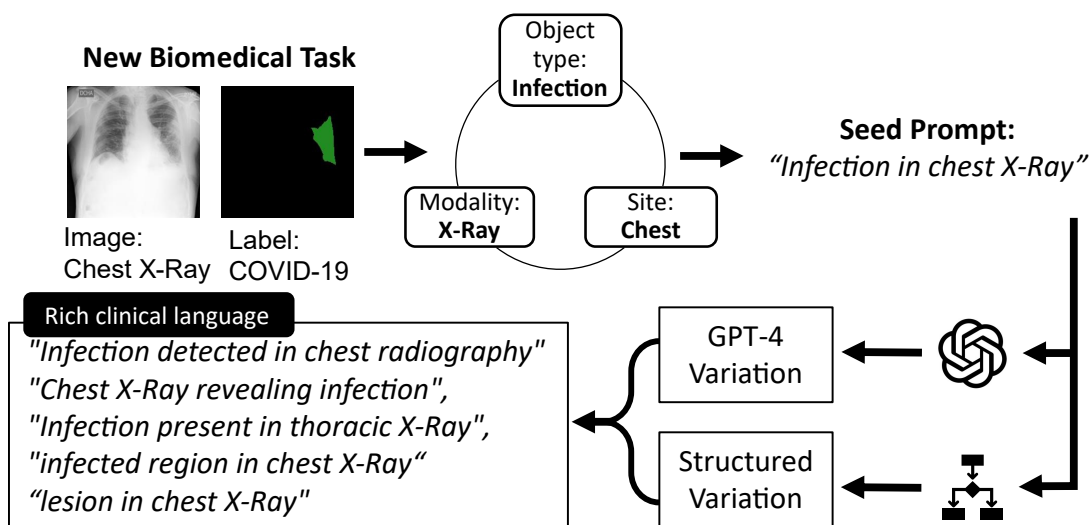 New Biomedical Task
Image:
Chest X-Ray
Label:
COVID-19
Object
type:
Infection
Modality:
X-Ray
Site:
Chest
Seed Prompt:
“Infection in chest X-Ray”
GPT-4
Variation
Structured
Variation
Rich clinical language
"Infection detected in chest radiography"
"Chest X-Ray revealing infection",
"Infection present in thoracic X-Ray",
"infected region in chest X-Ray“
“lesion in chest X-Ray"